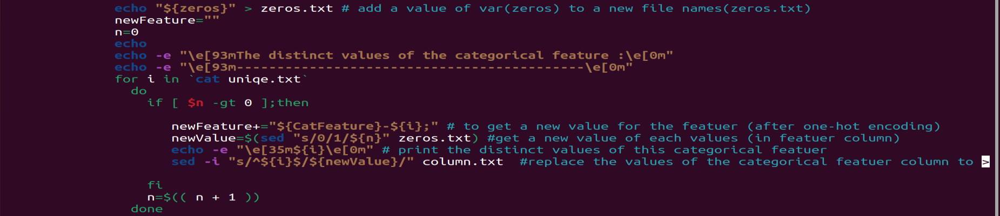 echo "${zeros}" > zeros.txt # add a value of var(zeros) to a new file names(zeros.txt)
newFeature=""
n=0
echo
echo -e "\e[93mThe distinct values of the categorical feature :\e[0m"
echo -e "\e[93m-------------------------------------------\e[0m"
for i in `cat uniqe.txt`
do
if [ $n -gt 0 ];then
newFeature+="${CatFeature}-${i};" # to get a new value for the featuer (after one-hot encoding)
newValue=$(sed "s/0/1/${n}" zeros.txt) #get a new value of each values (in featuer column)
echo -e "\e[35m${i}\e[0m" # print the distinct values of this categorical featuer
sed -i "s/^${i}$/${newValue}/" column.txt  #replace the values of the categorical featuer column to >
fi
n=$(( n + 1 ))
done